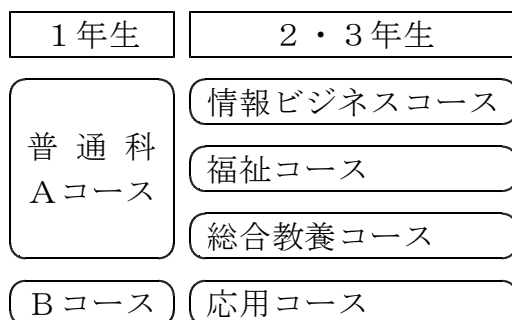 1年生
2・3年生
普通科
Aコース
情報ビジネスコース
福祉コース
総合教養コース
Bコース
応用コース